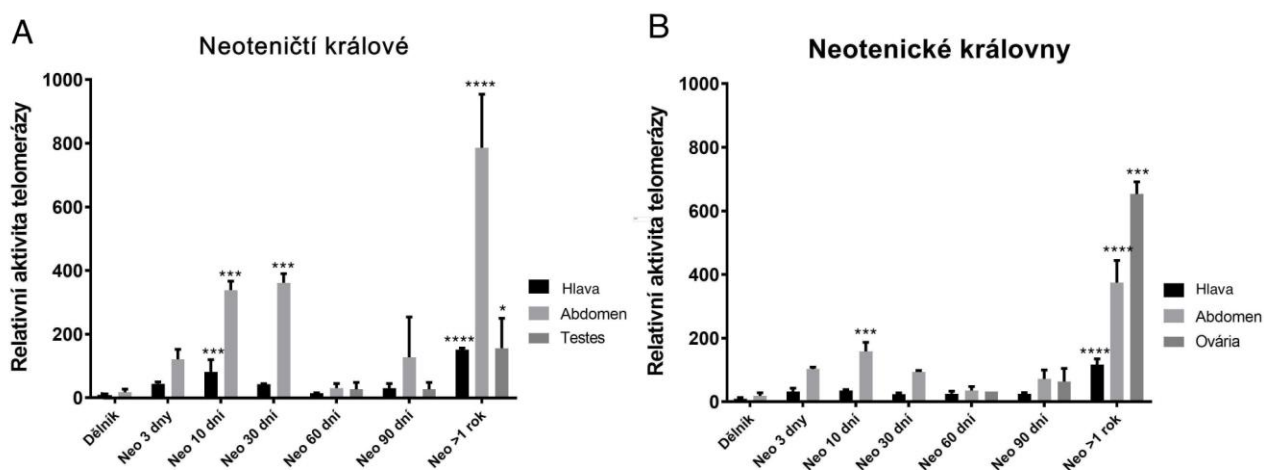 A
Neoteničtí králové
Relativní aktivita telomerázy
1000
800
600
400
200
0
***
***
***
****
****
*
Hlava
Abdomen
Testes
Dělník
Neo 3 dny
Neo 10 dní
Neo 30 dní
Neo 60 dní
Neo 90 dní
Neo >1 rok
B
Neotenické královny
Relativní aktivita telomerázy
1000
800
600
400
200
0
***
****
****
***
Hlava
Abdomen
Ovária
Dělník
Neo 3 dny
Neo 10 dní
Neo 30 dní
Neo 60 dní
Neo 90 dní
Neo >1 rok